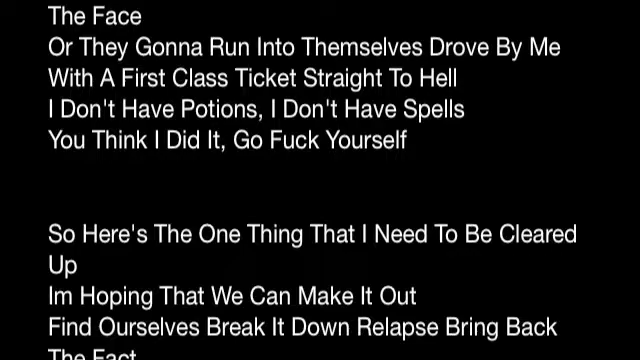 The Face
Or They Gonna Run Into Themselves Drove By Me
With A First Class Ticket Straight To Hell
I Don't Have Potions, I Don't Have Spells
You Think I Did It, Go Fuck Yourself
So Here's The One Thing That I Need To Be Cleared
Up
Im Hoping That We Can Make It Out
Find Ourselves Break It Down Relapse Bring Back
The Fact